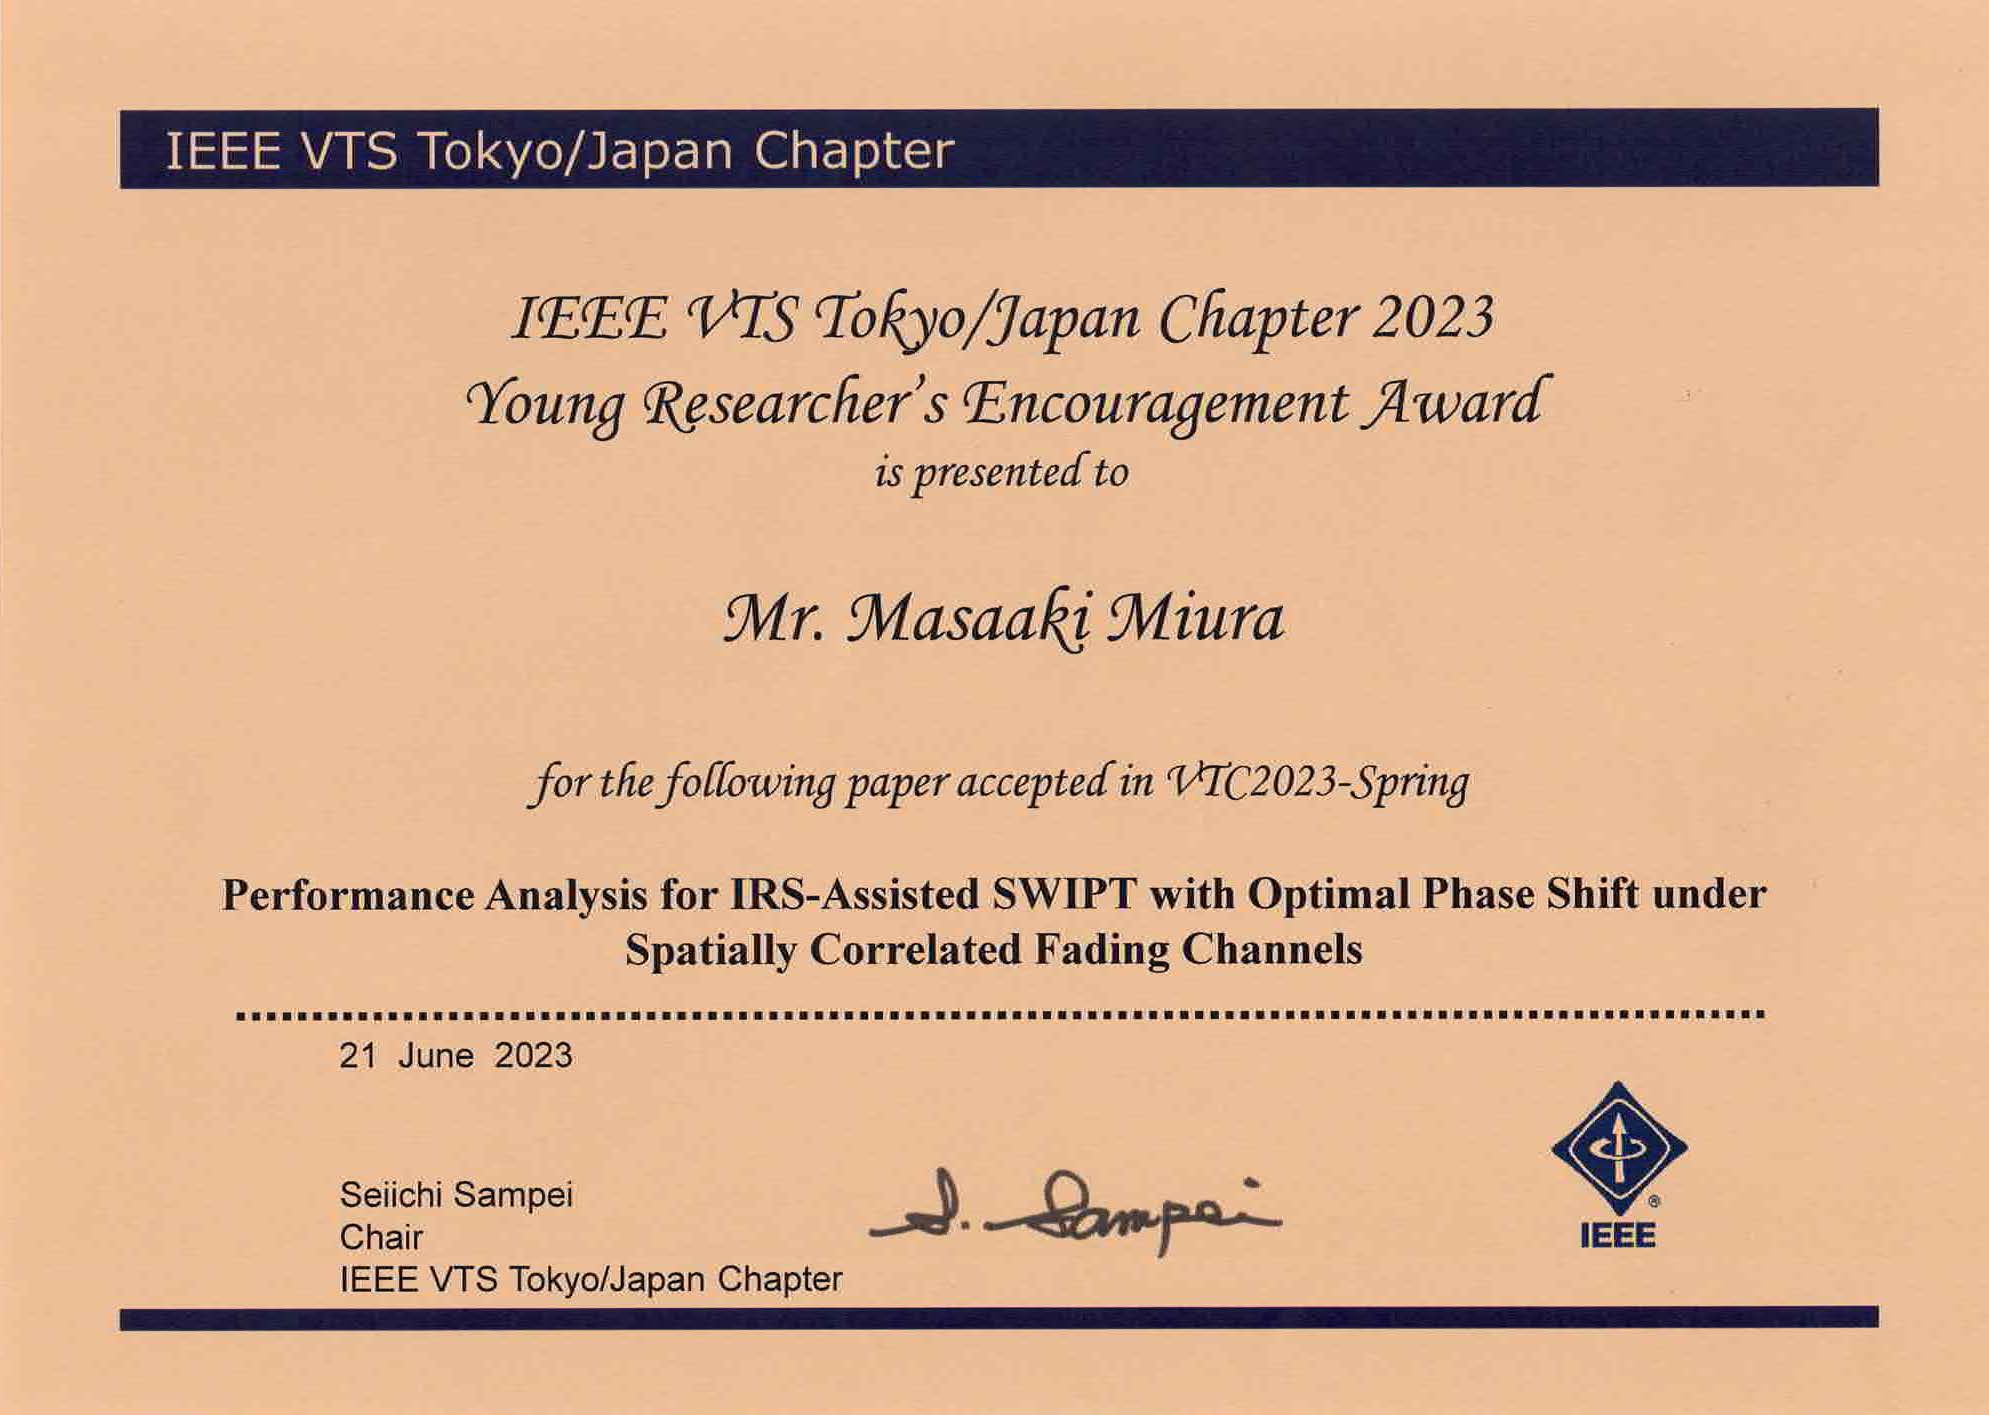 IEEE VTS Tokyo/Japan Chapter
IEEE VTS Tokyo/Japan Chapter 2023
Young Researcher's Encouragement Award
is presented to
Mr. Masaaki Miura
for the following paper accepted in VTC2023-Spring
Performance Analysis for IRS-Assisted SWIPT with Optimal Phase Shift under
Spatially Correlated Fading Channels
21 June 2023
Seiichi Sampei
Chair
IEEE VTS Tokyo/Japan Chapter
S. Sampei
®
IEEE